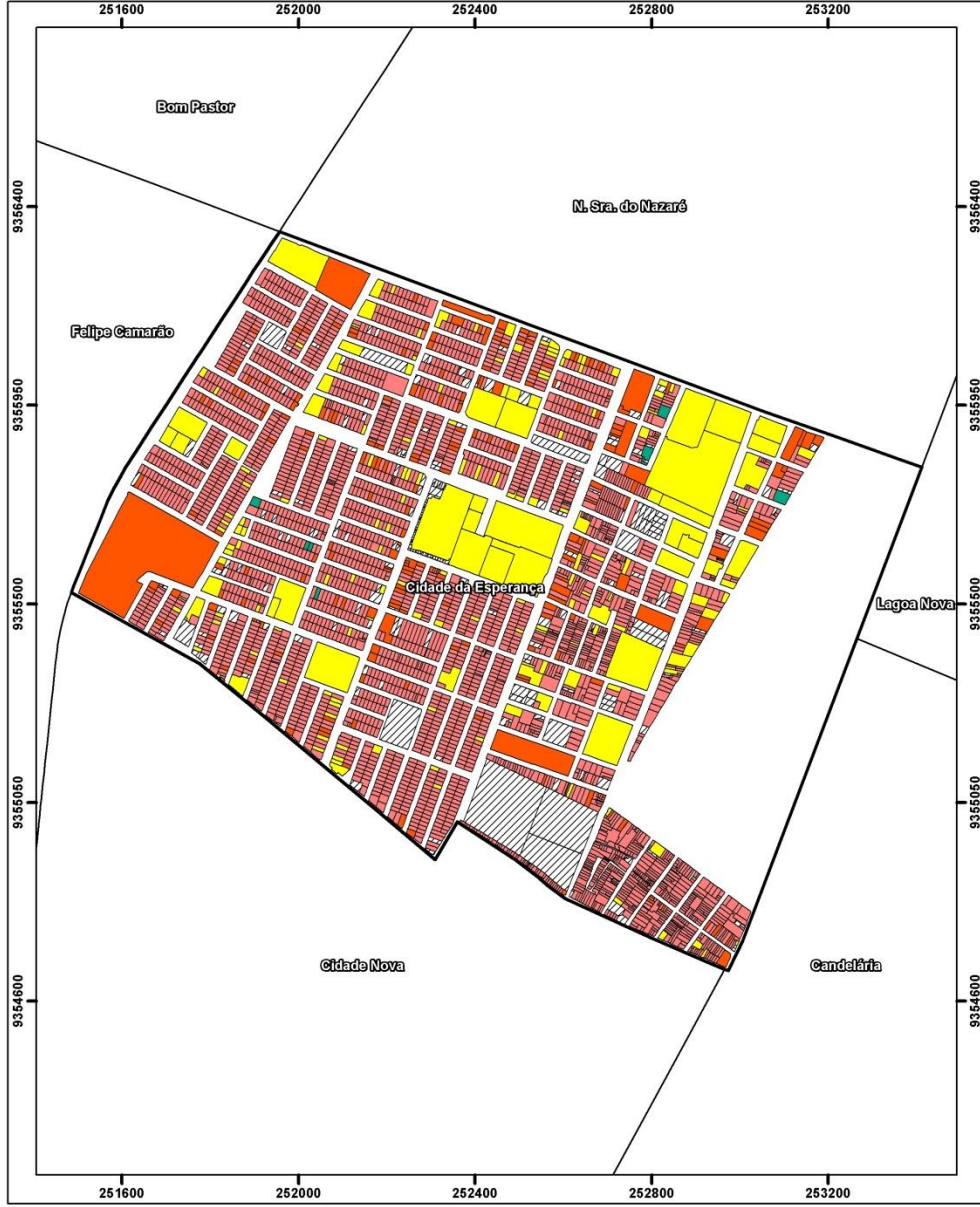 251600 252000 252400 252800 253200
Bom Pastor
N. Sra. do Nazaré
9356400 9356400
Felipe Camarão
9355950 9355950
Cidade da Esperança
Lagoa Nova
9355500 9355500
9355050 9355050
Cidade Nova
Candelária
9354600 9354600
251600 252000 252400 252800 253200